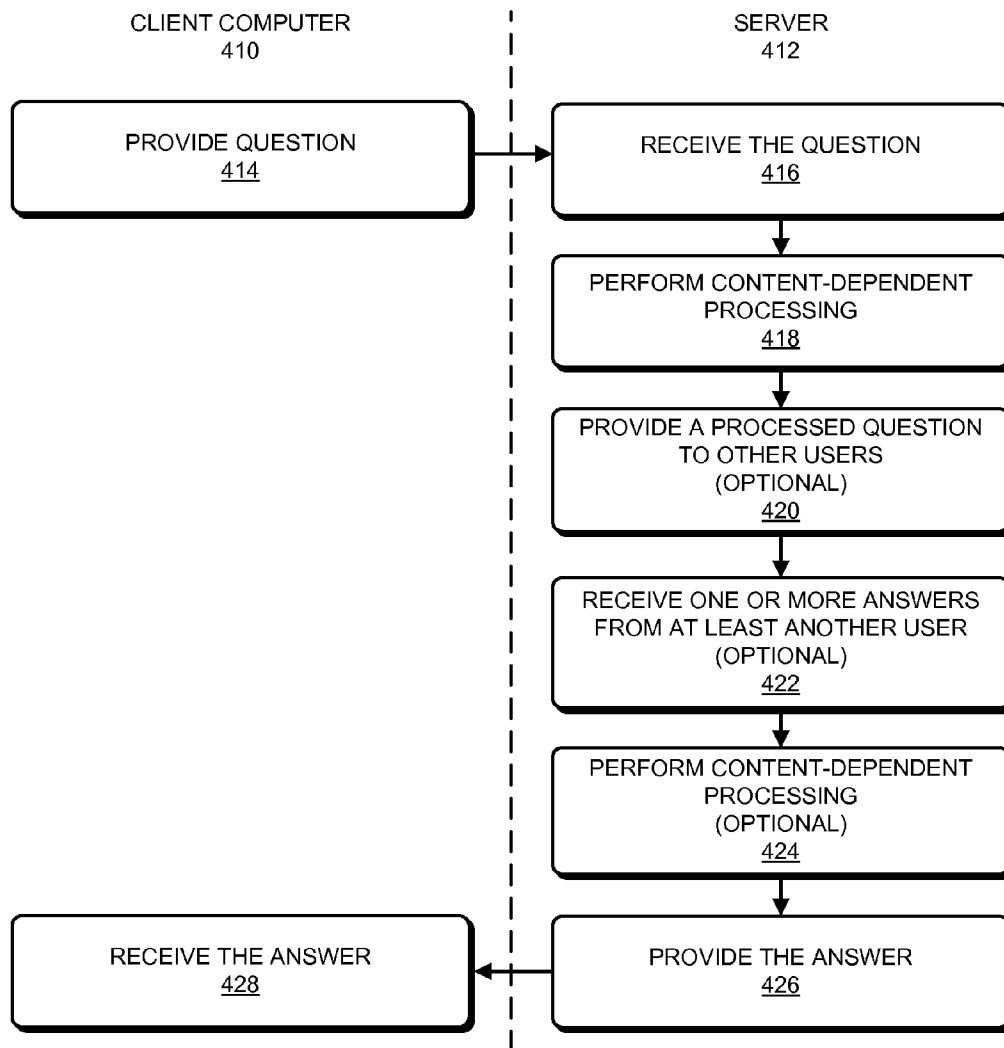 CLIENT COMPUTER
410
SERVER
412
PROVIDE QUESTION
414
RECEIVE THE QUESTION
416
PERFORM CONTENT-DEPENDENT
PROCESSING
418
PROVIDE A PROCESSED QUESTION
TO OTHER USERS
(OPTIONAL)
420
RECEIVE ONE OR MORE ANSWERS
FROM AT LEAST ANOTHER USER
(OPTIONAL)
422
PERFORM CONTENT-DEPENDENT
PROCESSING
(OPTIONAL)
424
PROVIDE THE ANSWER
426
RECEIVE THE ANSWER
428